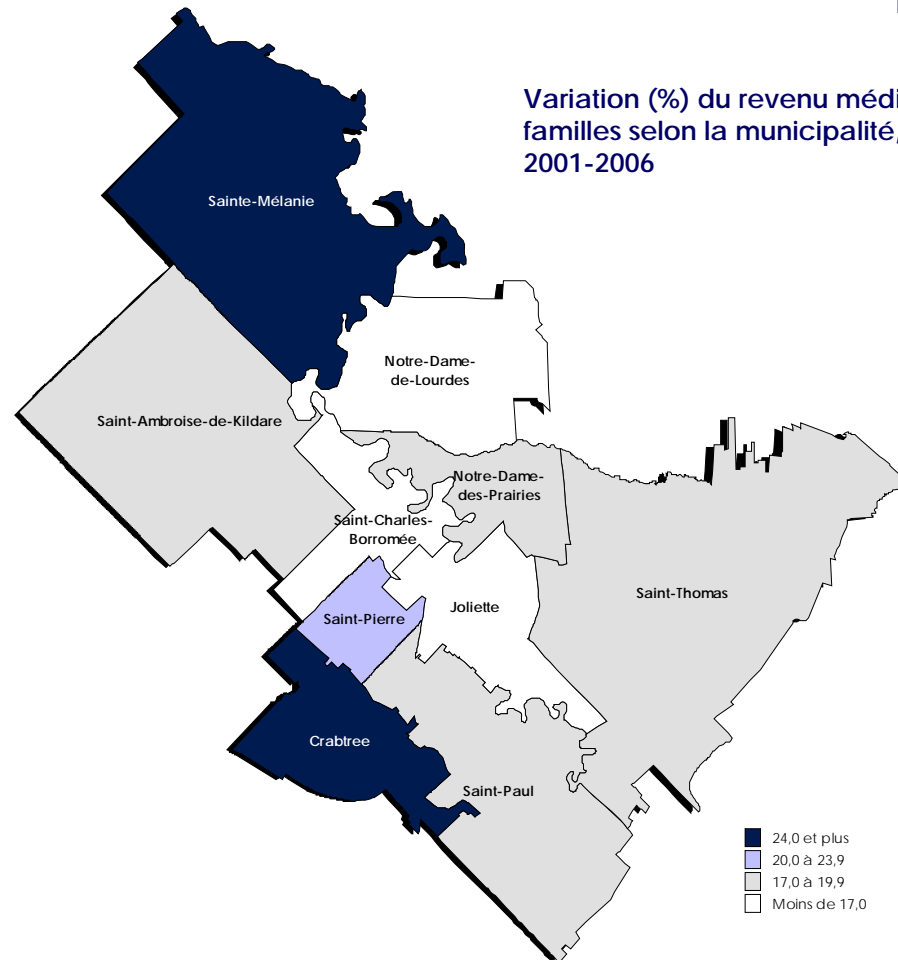 Variation (%) du revenu médi
familles selon la municipalité,
2001-2006
Sainte-Mélanie
Notre-Dame-
de-Lourdes
Saint-Ambroise-de-Kildare
Notre-Dame-
des-Prairies
Saint-Charles-
Borromée
Saint-Thomas
Joliette
Saint-Pierre
Crabtree
Saint-Paul
24,0 et plus
20,0 à 23,9
17,0 à 19,9
Moins de 17,0